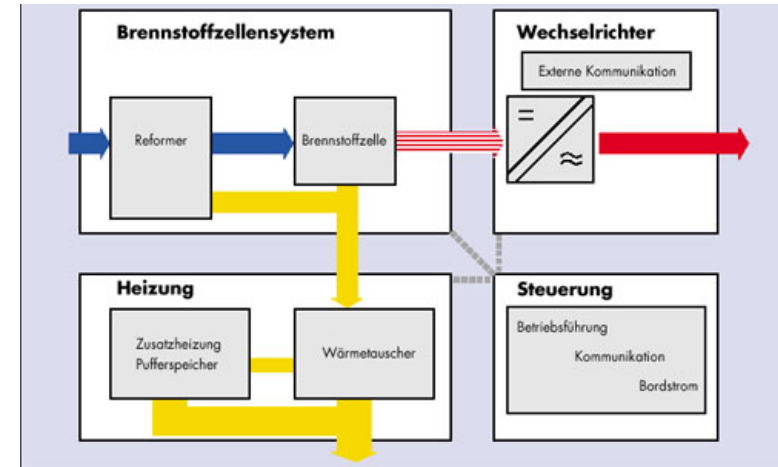 Brennstoffzellensystem
Reformer
Brennstoffzelle
Wechselrichter
Externe Kommunikation
=
≈
Heizung
Zusatzheizung
Pufferspeicher
Wärmetauscher
Steuerung
Betriebsführung
Kommunikation
Bordstrom